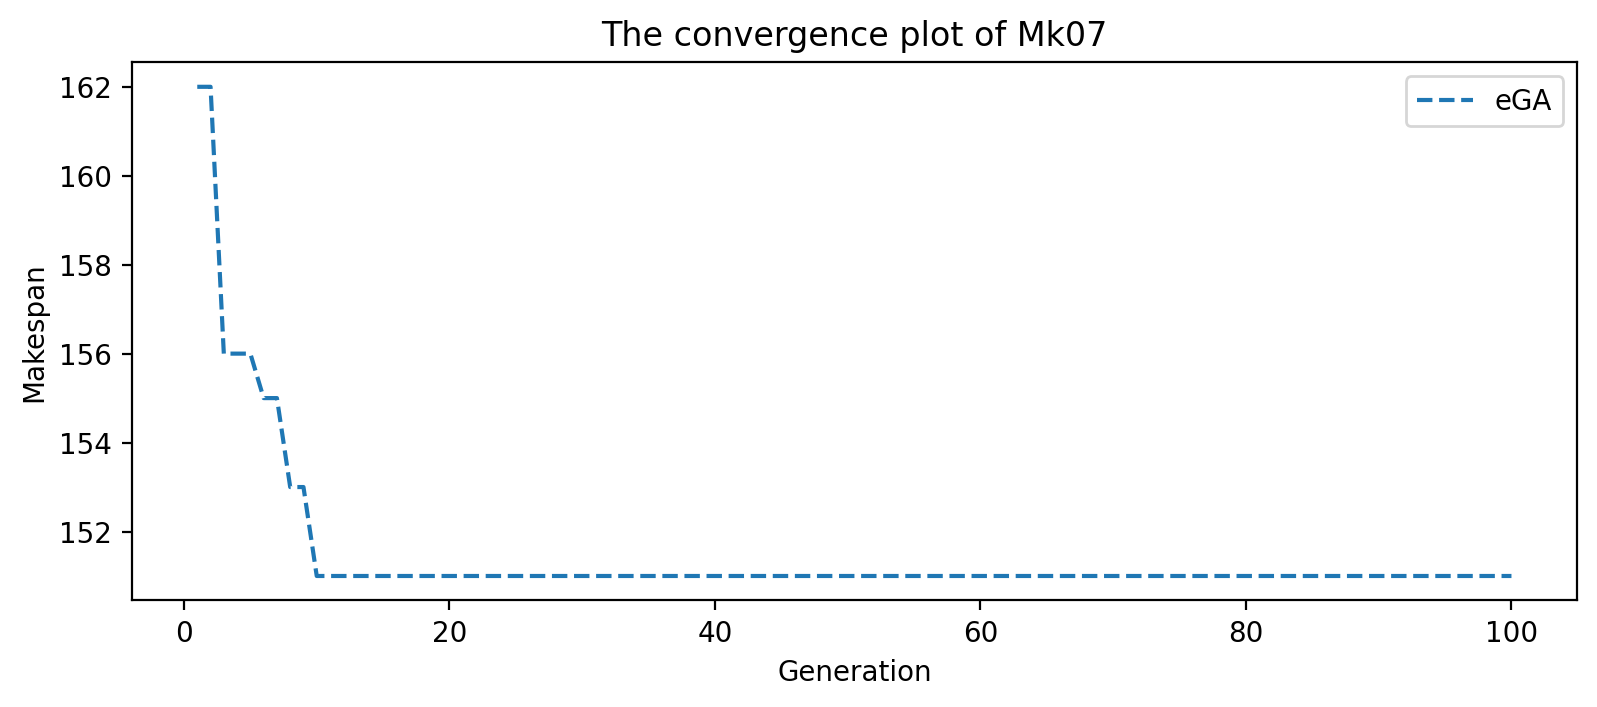 The convergence plot of Mk07
eGA
Makespan
162
160
158
156
154
152
0 20 40 60 80 100
Generation